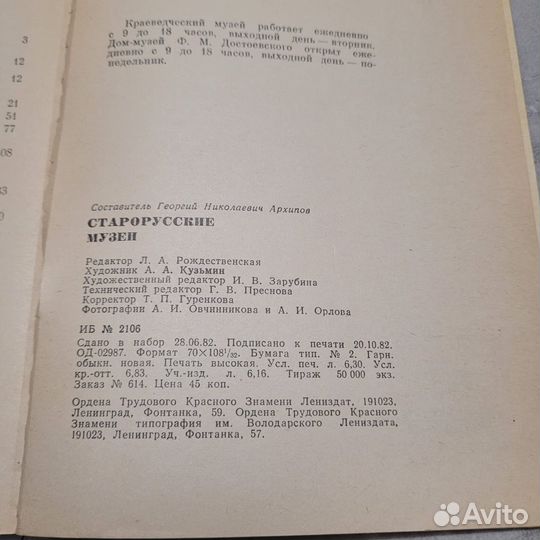 Краеведческий музей работает ежедневно
с 9 до 18 часов, выходной день — вторник.
Дом-музей Ф. М. Достоевского открыт еже-
дневно с 9 до 18 часов, выходной день — по-
недельник.
3
12
12
21
51
77
08
83
0
Составитель Георгий Николаевич Архипов
СТАРОРУССКИЕ
МУЗЕИ
Редактор Л. А. Рождественская
Художник А. А. Кузьмин
Художественный редактор И. В. Зарубина
Технический редактор Г. В. Преснова
Корректор Т. П. Гуренкова
Фотографии А. И. Овчинникова и А. И. Орлова
ИБ № 2106
Сдано в набор 28.06.82. Подписано к печати 20.10.82.
ОД-02987. Формат 70×108¹/₃₂. Бумага тип. № 2. Гарн.
обыкн. новая. Печать высокая. Усл. печ. л. 6,30. Усл.
кр.-отт. 6,83. Уч.-изд. л. 6,16. Тираж 50 000 экз.
Заказ № 614. Цена 45 коп.
Ордена Трудового Красного Знамени Лениздат, 191023,
Ленинград, Фонтанка, 59. Ордена Трудового Красного
Знамени типография им. Володарского Лениздата,
191023, Ленинград, Фонтанка, 57.
Avito